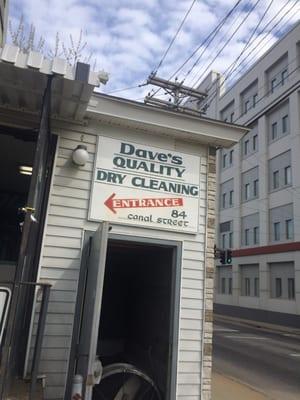 Dave's
QUALITY
DRY CLEANING
ENTRANCE
84
canal STREET